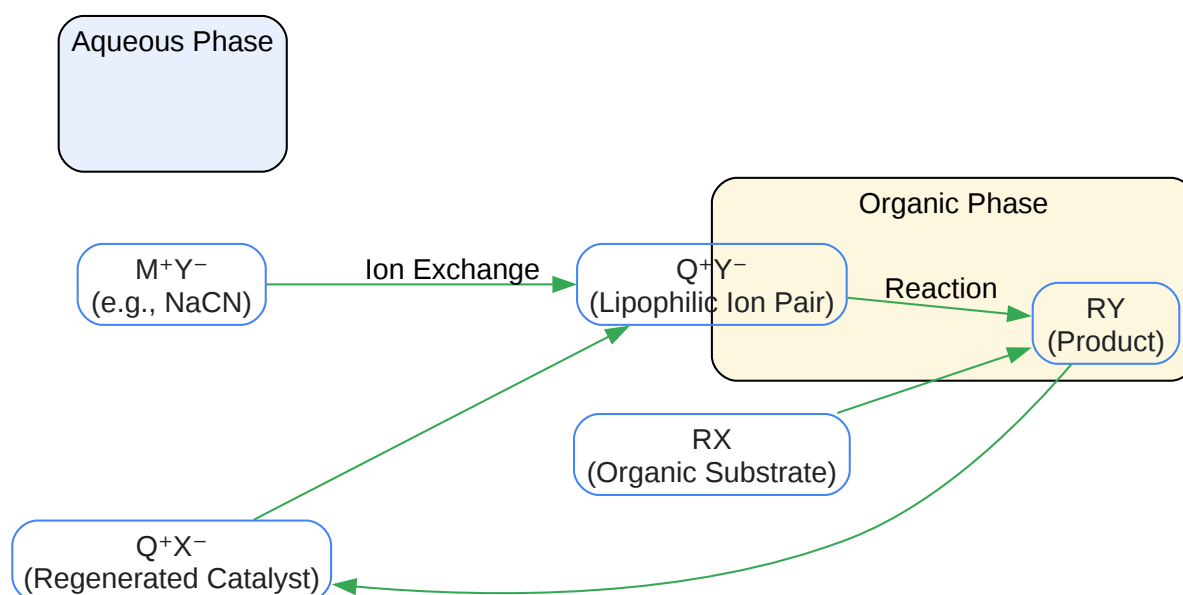 Aqueous Phase
Organic Phase
M⁺Y⁻
(e.g., NaCN)
Ion Exchange
Q⁺Y⁻
(Lipophilic Ion Pair)
Reaction
RY
(Product)
RX
(Organic Substrate)
Q⁺X⁻
(Regenerated Catalyst)